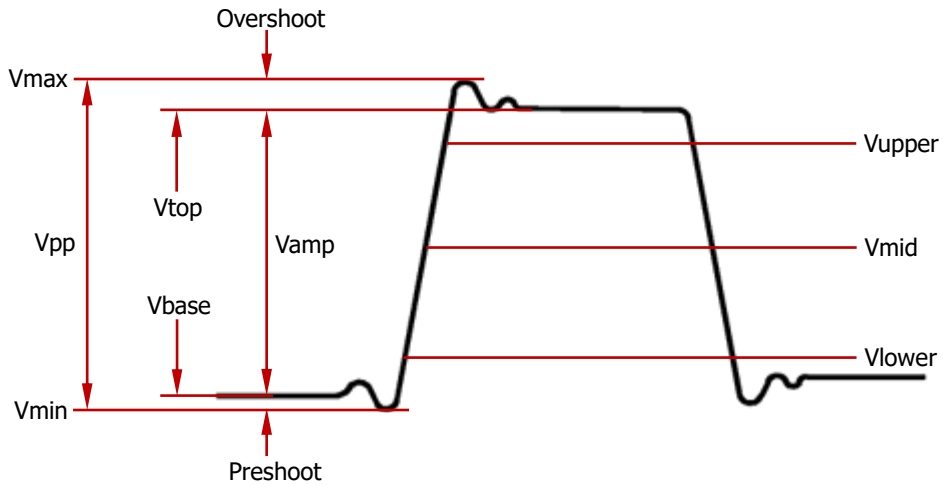 Overshoot
Vmax
Vupper
Vtop
Vpp
Vamp
Vmid
Vbase
Vlower
Vmin
Preshoot